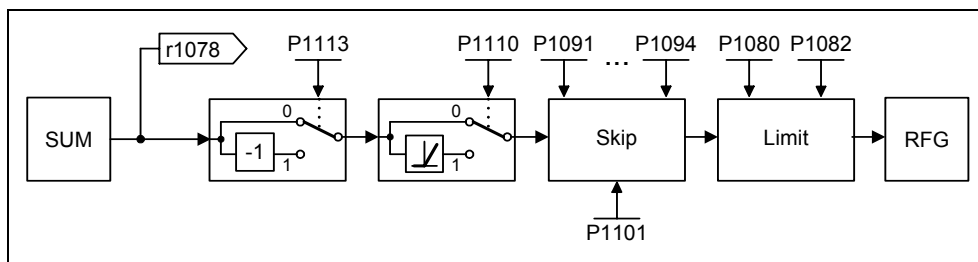 r1078
P1113
P1110
P1091
...
P1094
P1080
P1082
SUM
0
-1
1
0
1
Skip
Limit
RFG
P1101